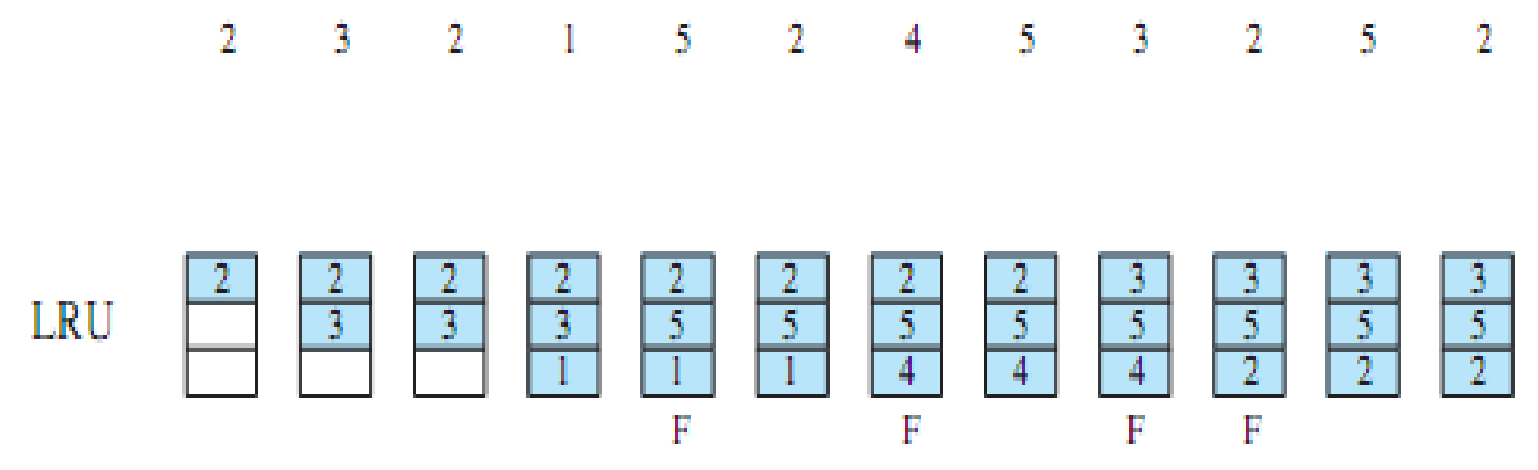 2 3 2 1 5 2 4 5 3 2 5 2
2 2 2 2 2 2 2 2 3 3 3 3
LRU 3 3 3 5 5 5 5 5 5 5 5
1 1 1 4 4 4 2 2 2
F F F F